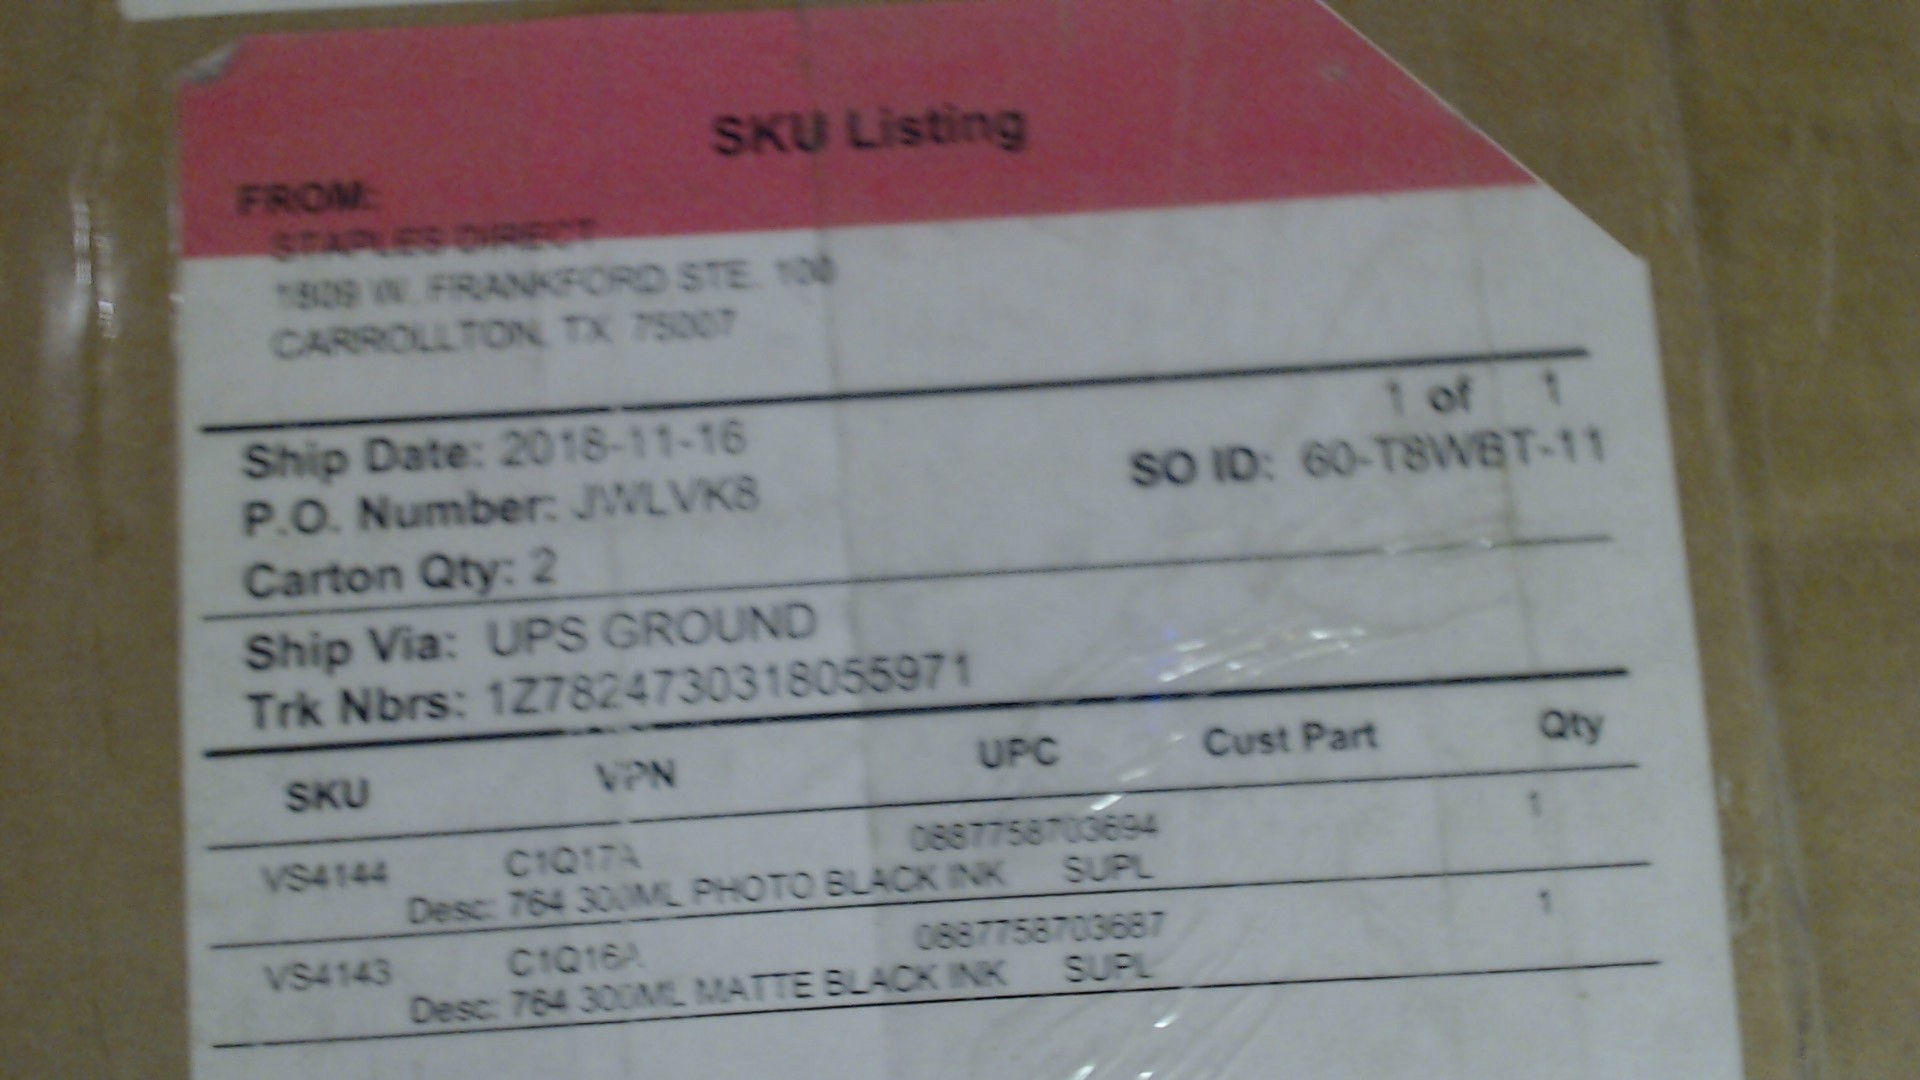 SKU Listing
FROM:
STAPLES DIRECT
1809 W. FRANKFORD STE. 100
CARROLLTON, TX 75007
1 of 1
Ship Date: 2018-11-16
SO ID: 60-T8WBT-11
P.O. Number: JWLVK8
Carton Qty: 2
Ship Via: UPS GROUND
Trk Nbrs: 1Z7824730318055971
SKU VPN UPC Cust Part Qty
VS4144 C1Q17A 0887758703694 1
Desc: 764 300ML PHOTO BLACK INK SUPL
VS4143 C1Q16A 0887758703687 1
Desc: 764 300ML MATTE BLACK INK SUPL